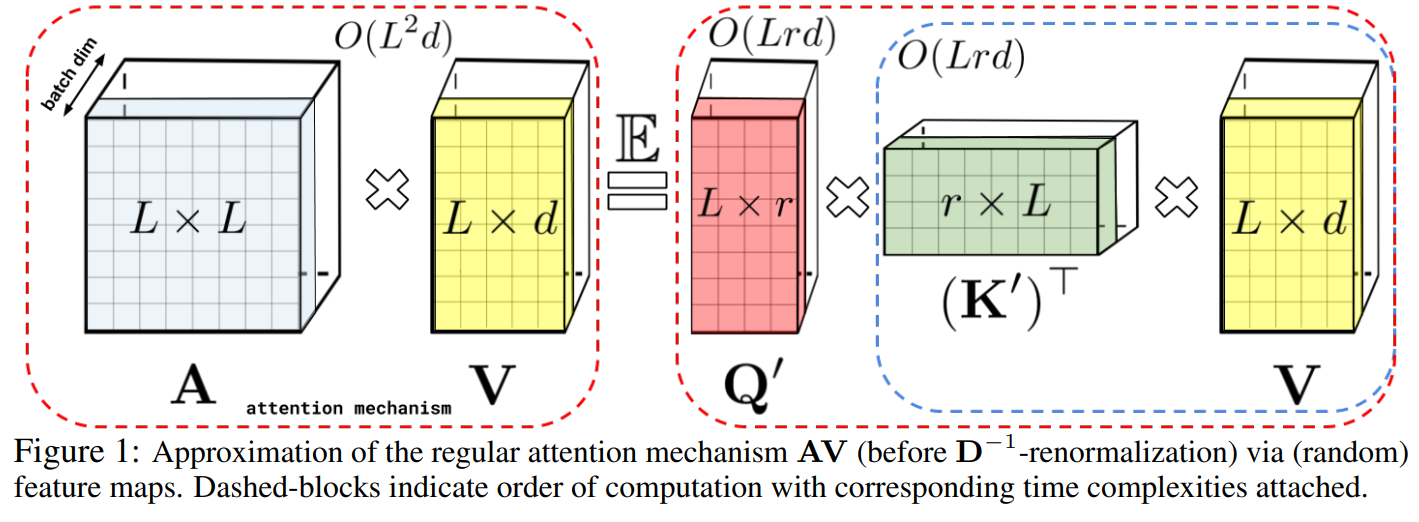 O(L²d)
O(Lrd)
O(Lrd)
batch dim
𝔼
L × L
L × d
L × r
r × L
L × d
(K′)⊤
A
V
Q′
V
attention mechanism
Figure 1: Approximation of the regular attention mechanism AV (before D⁻¹-renormalization) via (random)
feature maps. Dashed-blocks indicate order of computation with corresponding time complexities attached.